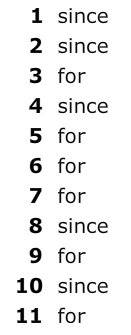 1 since
2 since
3 for
4 since
5 for
6 for
7 for
8 since
9 for
10 since
11 for